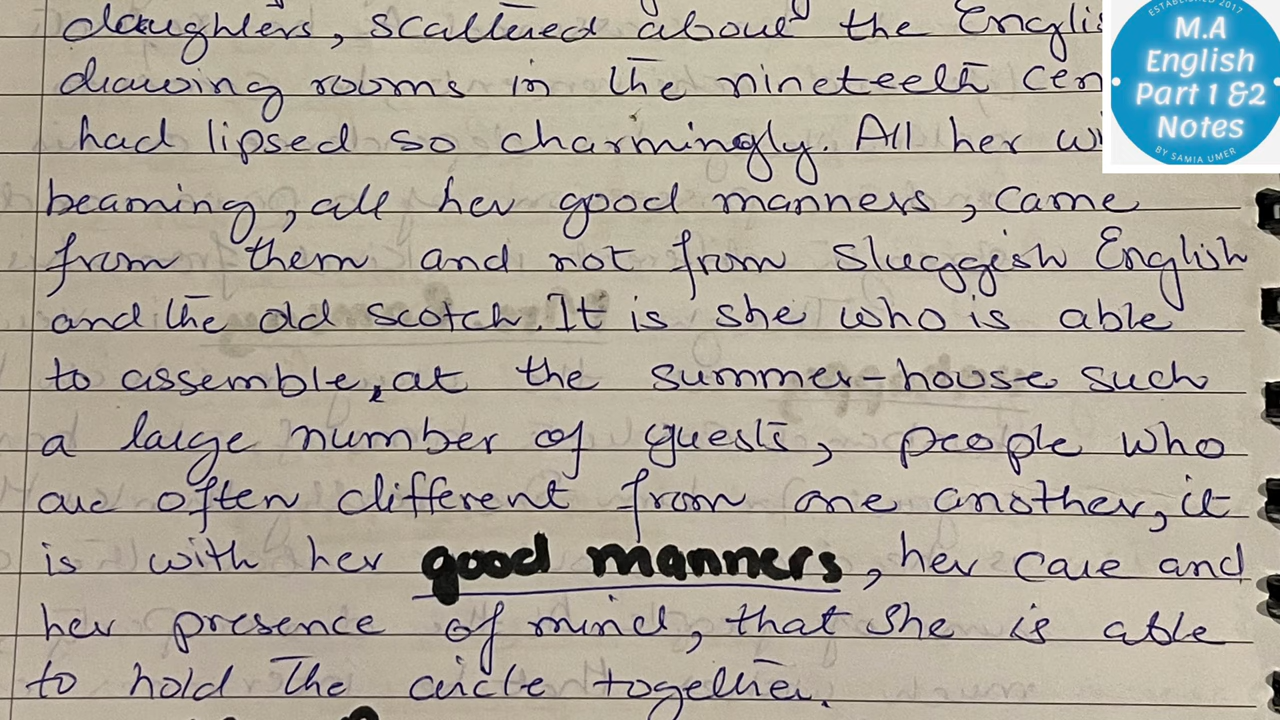 daughters, scattered about the Englis
drawing rooms in the nineteeth cen
had lipsed so charmingly. All her wi
beaming, all her good manners, came
from them and not from sluggish English
and the old scotch. It is she who is able
to assemble, at the summer-house such
a large number of guests, people who
are often different from one another, it
is with her good manners, her care and
her presence of mind, that she is able
to hold the circle together.
ESTABLISHED 2017
M.A
English
Part 1 &2
Notes
BY SAMIA UMER